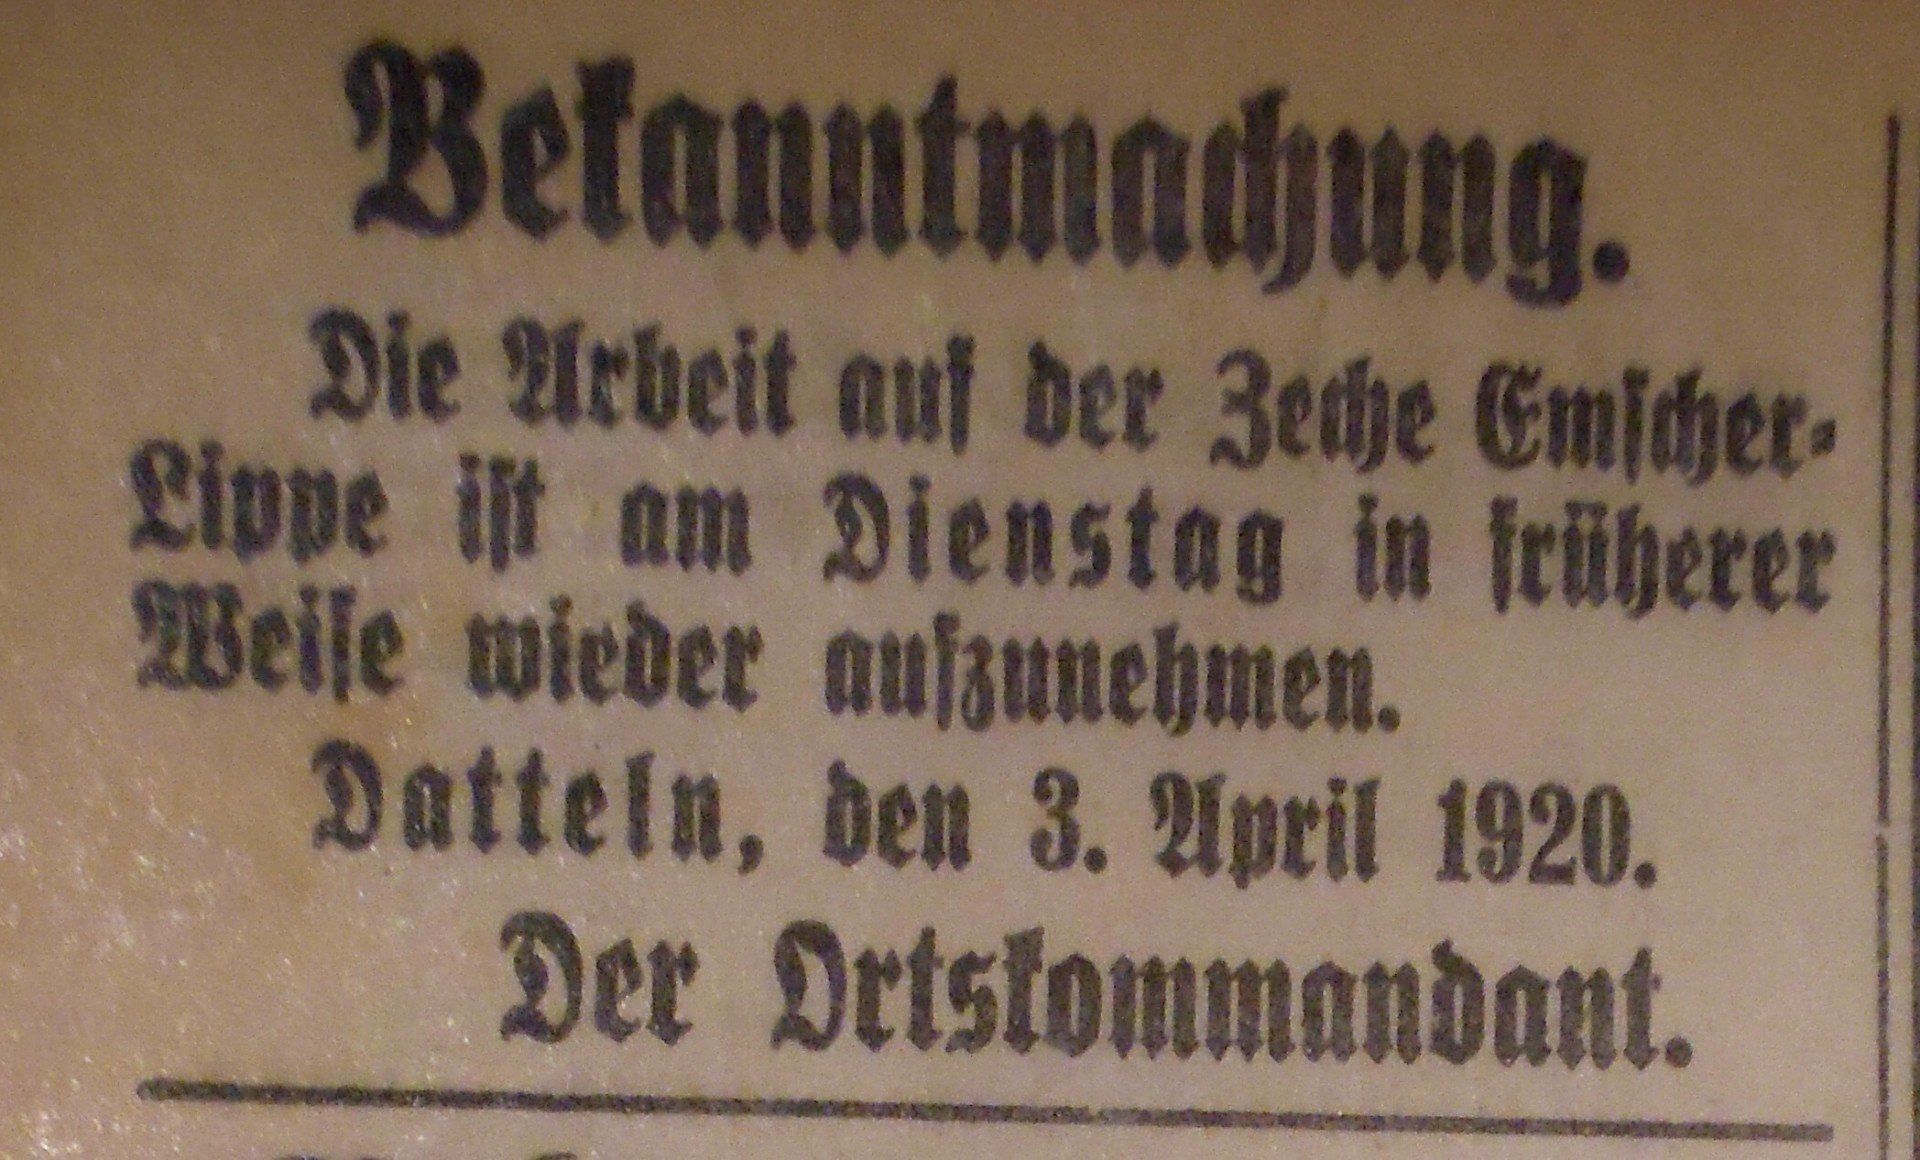 Bekanntmachung.
Die Arbeit auf der Zeche Emscher-
Lippe ist am Dienstag in früherer
Weise wieder aufzunehmen.
Datteln, den 3. April 1920.
Der Ortskommandant.